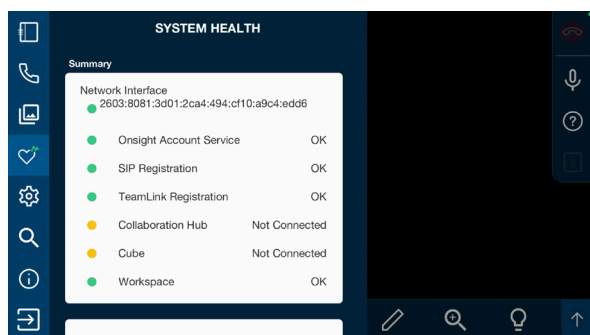 SYSTEM HEALTH
Summary
Network Interface
2603:8081:3d01:2ca4:494:cf10:a9c4:edd6
Onsight Account Service OK
SIP Registration OK
TeamLink Registration OK
Collaboration Hub Not Connected
Cube Not Connected
Workspace OK